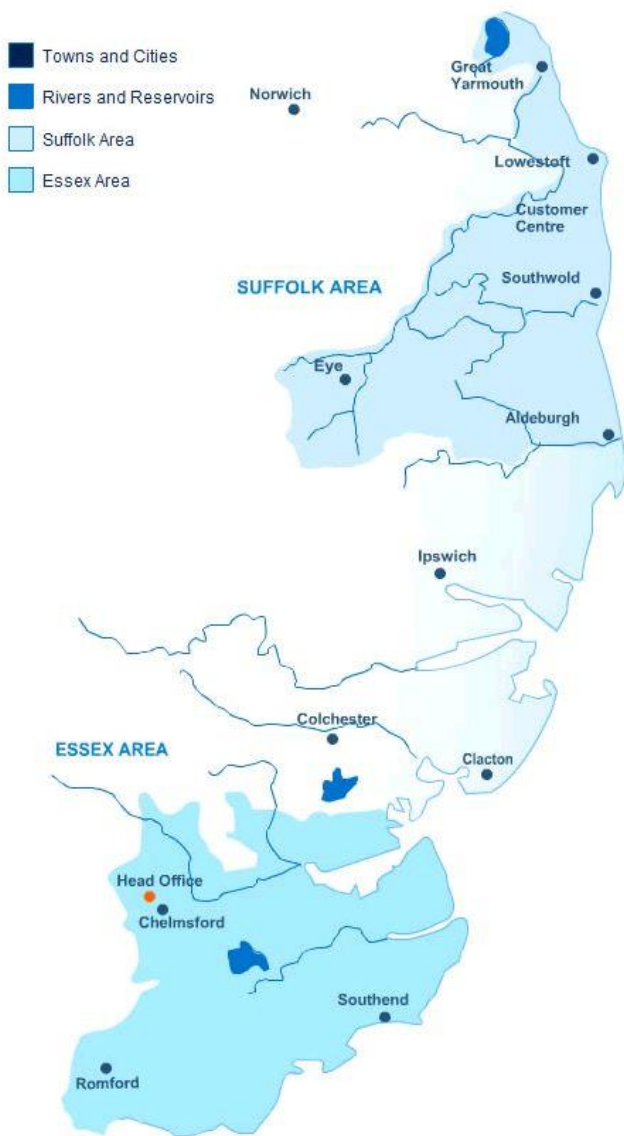 Towns and Cities
Rivers and Reservoirs
Suffolk Area
Essex Area
Great
Yarmouth
Norwich
Lowestoft
Customer
Centre
SUFFOLK AREA
Southwold
Eye
Aldeburgh
Ipswich
Colchester
ESSEX AREA
Clacton
Head Office
Chelmsford
Southend
Romford